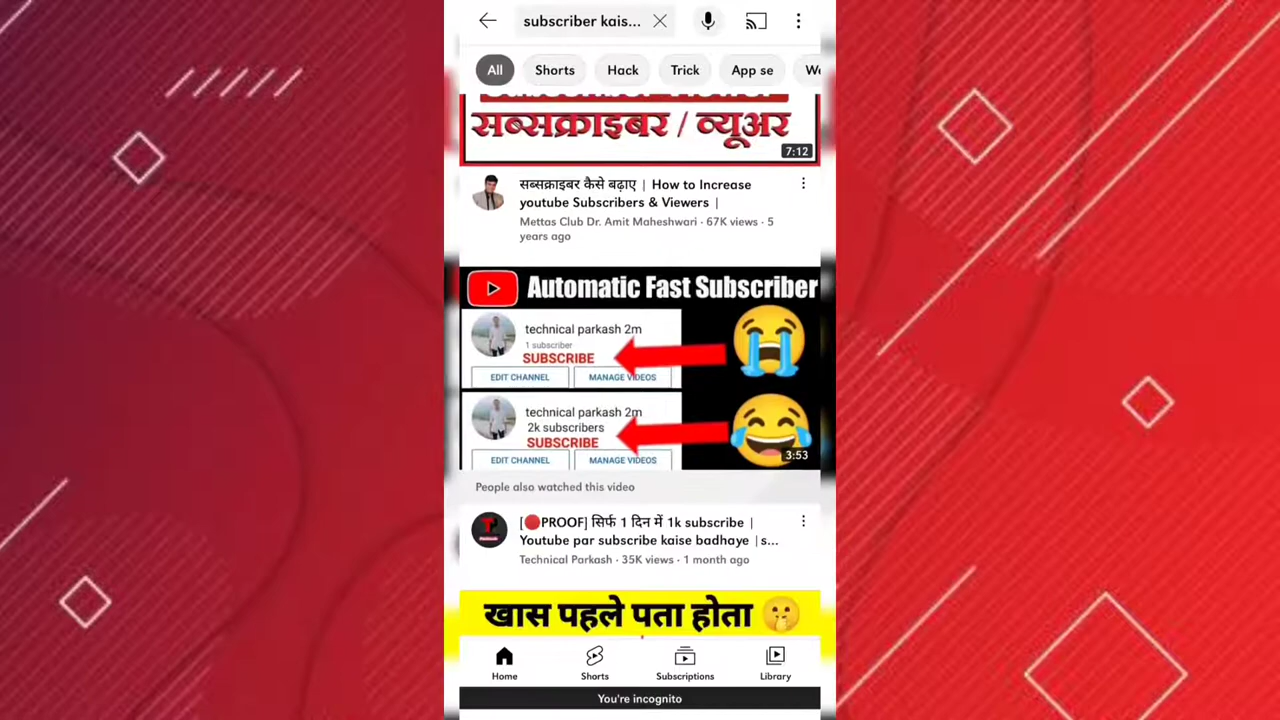 subscriber kais...
All Shorts Hack Trick App se
सब्सक्राइबर / व्यूअर
7:12
सब्सक्राइबर कैसे बढ़ाए | How to Increase
youtube Subscribers & Viewers |
Mettas Club Dr. Amit Maheshwari · 67K views · 5
years ago
Automatic Fast Subscriber
technical parkash 2m
1 subscriber
SUBSCRIBE
EDIT CHANNEL MANAGE VIDEOS
technical parkash 2m
2k subscribers
SUBSCRIBE
EDIT CHANNEL MANAGE VIDEOS
3:53
People also watched this video
[🔴PROOF] सिर्फ 1 दिन में 1k subscribe |
Youtube par subscribe kaise badhaye |s...
Technical Parkash · 35K views · 1 month ago
खास पहले पता होता 🤫
Home Shorts Subscriptions Library
You're incognito